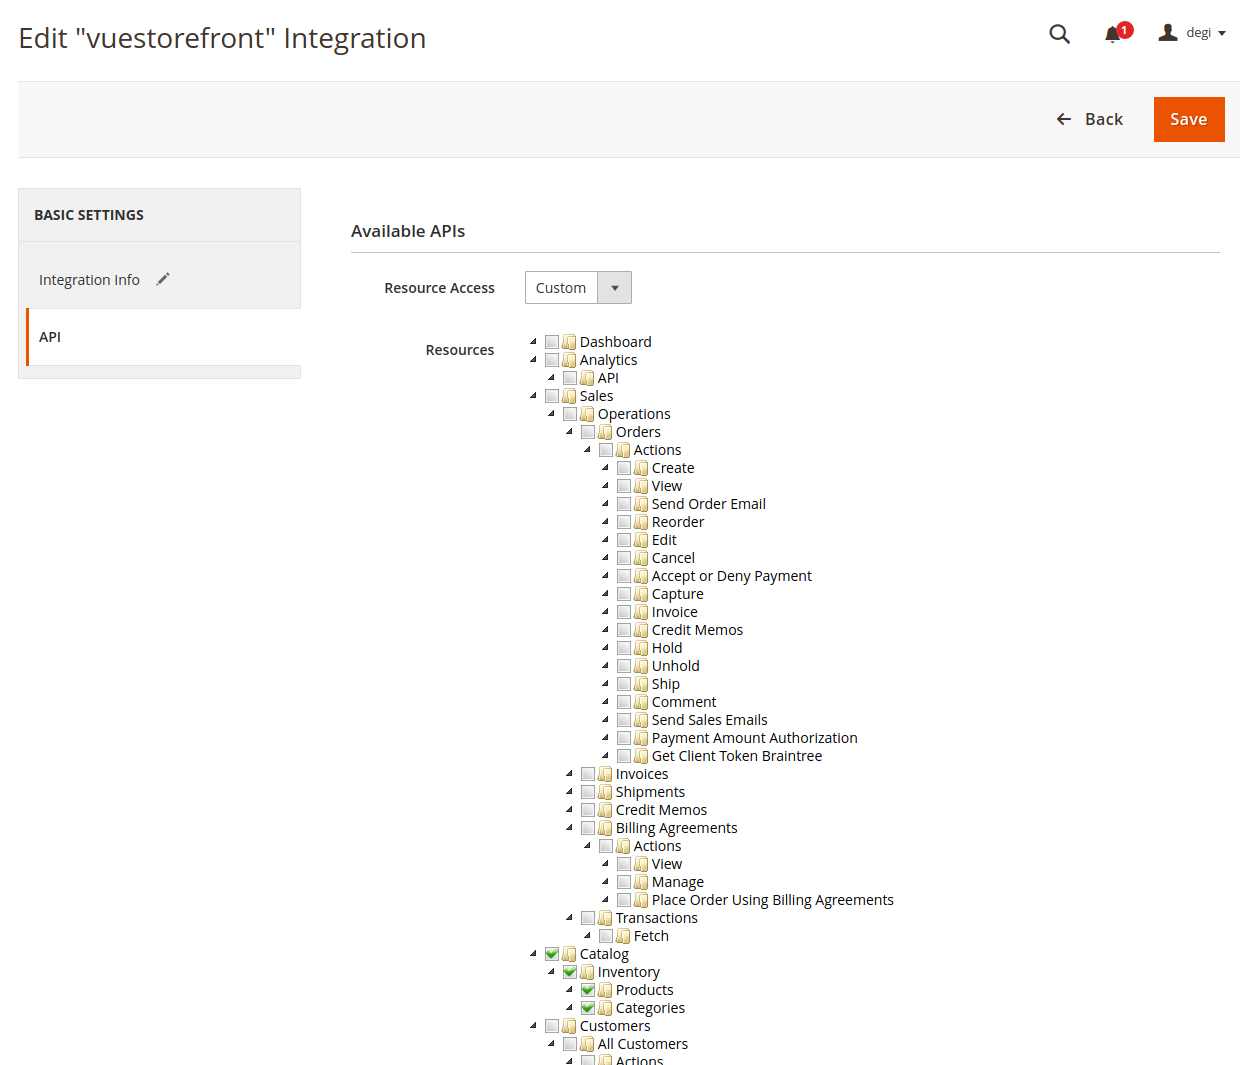 Edit "vuestorefront" Integration
1
degi
Back
Save
BASIC SETTINGS
Integration Info
API
Available APIs
Resource Access
Custom
Resources
Dashboard
Analytics
API
Sales
Operations
Orders
Actions
Create
View
Send Order Email
Reorder
Edit
Cancel
Accept or Deny Payment
Capture
Invoice
Credit Memos
Hold
Unhold
Ship
Comment
Send Sales Emails
Payment Amount Authorization
Get Client Token Braintree
Invoices
Shipments
Credit Memos
Billing Agreements
Actions
View
Manage
Place Order Using Billing Agreements
Transactions
Fetch
Catalog
Inventory
Products
Categories
Customers
All Customers
Actions